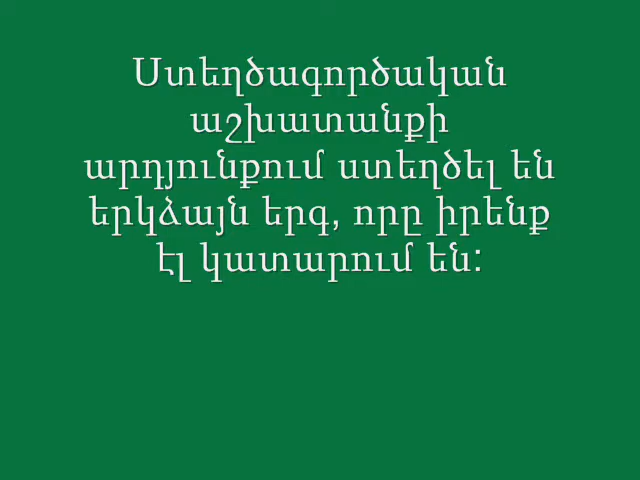 Ստեղծագործական
աշխատանքի
արդյունքում ստեղծել են
երկձայն երգ, որը իրենք
էլ կատարում են: